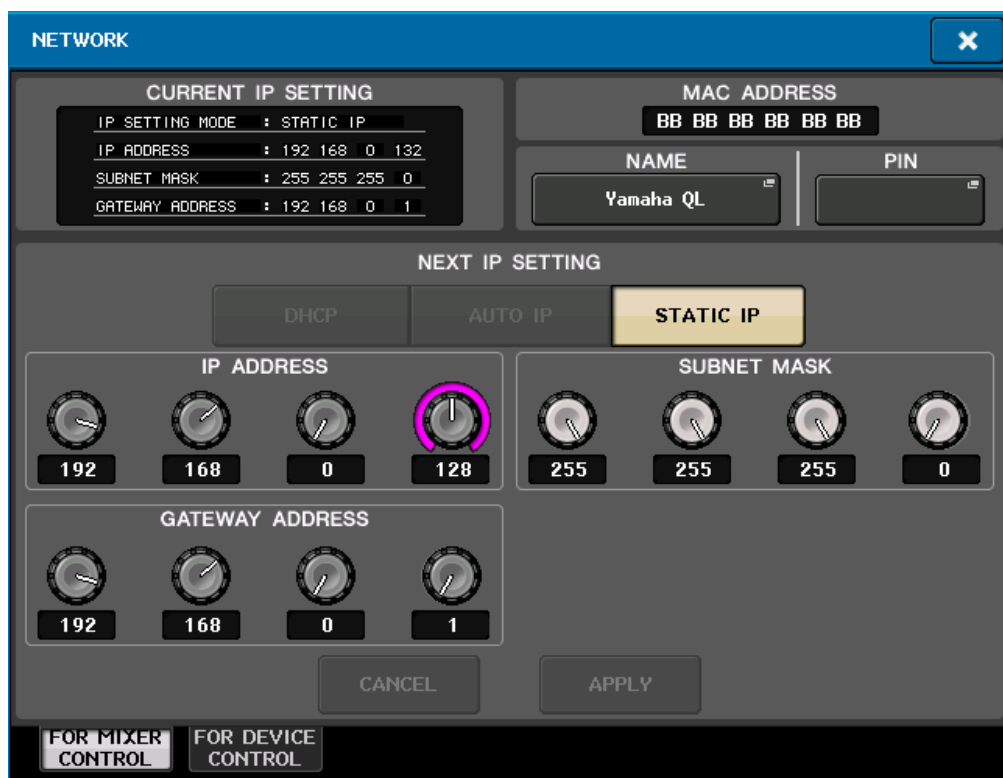 NETWORK
CURRENT IP SETTING
IP SETTING MODE : STATIC IP
IP ADDRESS : 192 168 0 132
SUBNET MASK : 255 255 255 0
GATEWAY ADDRESS : 192 168 0 1
MAC ADDRESS
BB BB BB BB BB BB
NAME
Yamaha QL
PIN
NEXT IP SETTING
DHCP AUTO IP STATIC IP
IP ADDRESS
192 168 0 128
SUBNET MASK
255 255 255 0
GATEWAY ADDRESS
192 168 0 1
CANCEL APPLY
FOR MIXER
CONTROL
FOR DEVICE
CONTROL